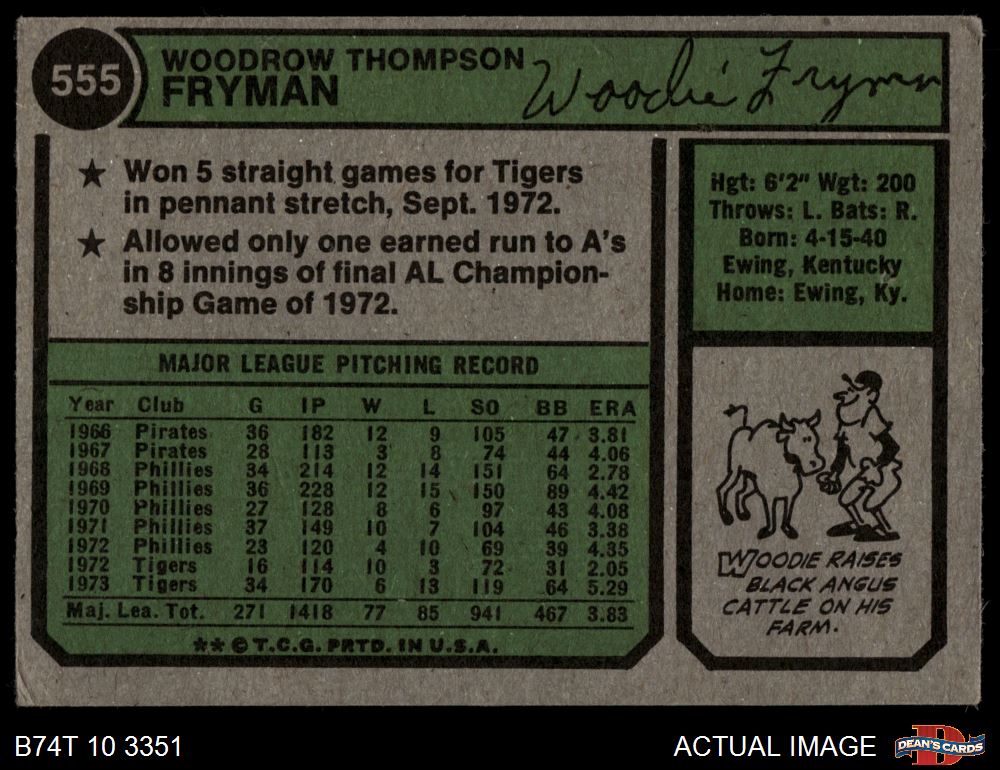 555
WOODROW THOMPSON
FRYMAN
Woodie Fryman
★ Won 5 straight games for Tigers
in pennant stretch, Sept. 1972.
★ Allowed only one earned run to A's
in 8 innings of final AL Champion-
ship Game of 1972.
Hgt: 6'2" Wgt: 200
Throws: L. Bats: R.
Born: 4-15-40
Ewing, Kentucky
Home: Ewing, Ky.
MAJOR LEAGUE PITCHING RECORD
Year Club G IP W L SO BB ERA
1966 Pirates 36 182 12 9 105 47 3.81
1967 Pirates 28 113 3 8 74 44 4.06
1968 Phillies 34 214 12 14 151 64 2.78
1969 Phillies 36 228 12 15 150 89 4.42
1970 Phillies 27 128 8 6 97 43 4.08
1971 Phillies 37 149 10 7 104 46 3.38
1972 Phillies 23 120 4 10 69 39 4.35
1972 Tigers 16 114 10 3 72 31 2.05
1973 Tigers 34 170 6 13 119 64 5.29
Maj. Lea. Tot. 271 1418 77 85 941 467 3.83
** © T.C.G. PRTD. IN U.S.A.
WOODIE RAISES
BLACK ANGUS
CATTLE ON HIS
FARM.
B74T 10 3351
ACTUAL IMAGE
DEAN'S CARDS